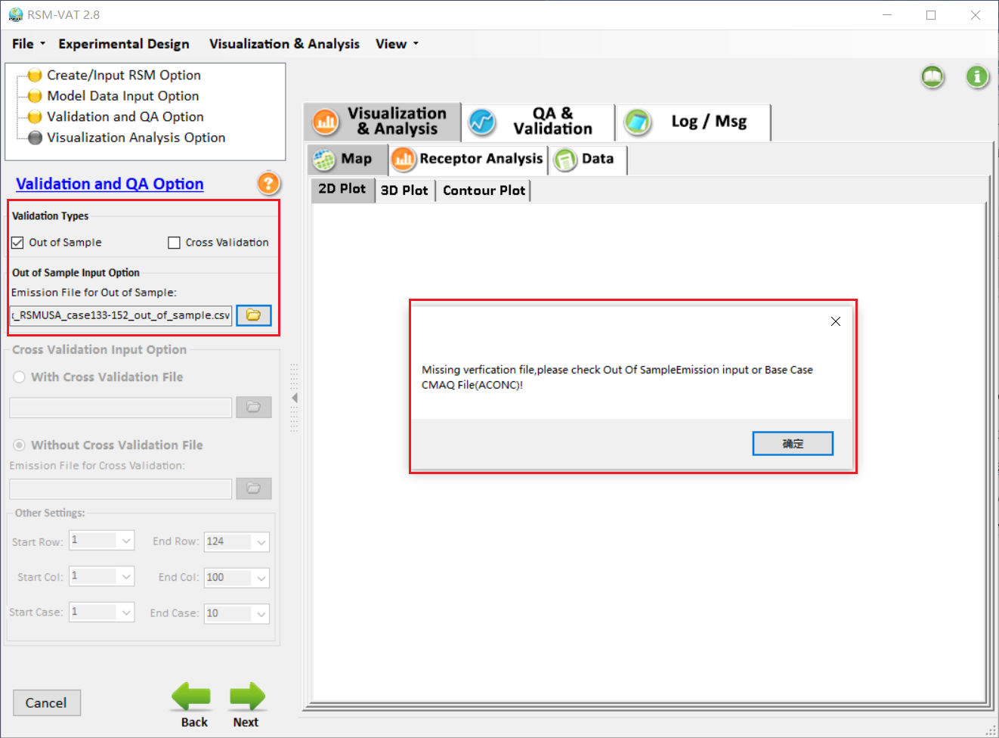 RSM-VAT 2.8
File Experimental Design Visualization & Analysis View
Create/Input RSM Option
Model Data Input Option
Validation and QA Option
Visualization Analysis Option
Validation and QA Option
?
Validation Types
Out of Sample Cross Validation
Out of Sample Input Option
Emission File for Out of Sample:
_RSMUSA_case133-152_out_of_sample.csv
Cross Validation Input Option
With Cross Validation File
Without Cross Validation File
Emission File for Cross Validation:
Other Settings:
Start Row: 1 End Row: 124
Start Col: 1 End Col: 100
Start Case: 1 End Case: 10
Cancel
Back Next
i
Visualization & Analysis
QA & Validation
Log / Msg
Map Receptor Analysis Data
2D Plot 3D Plot Contour Plot
Missing verfication file,please check Out Of SampleEmission input or Base Case
CMAQ File(ACONC)!
确定